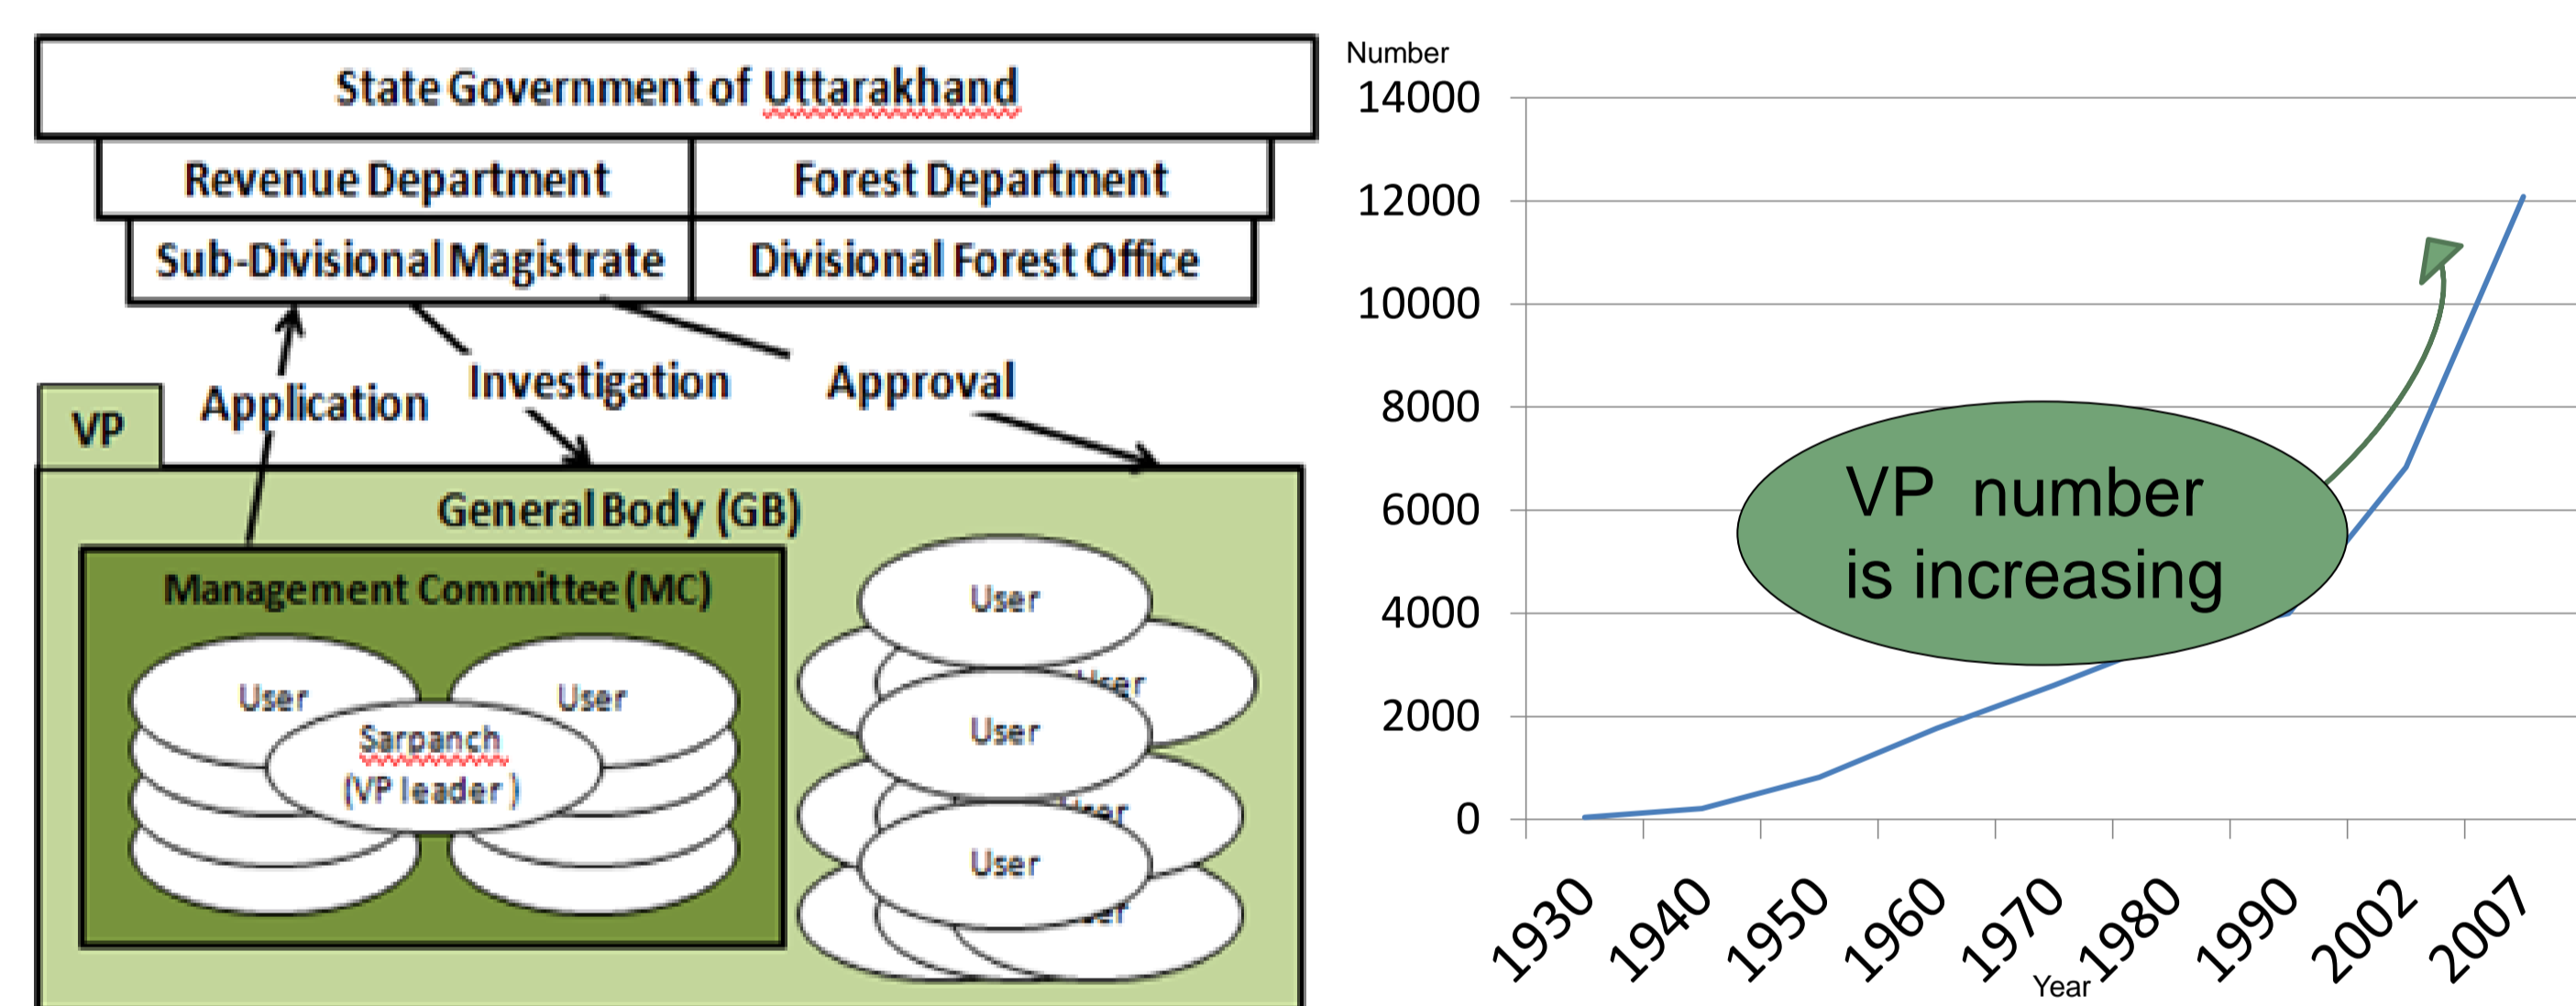 State Government of Uttarakhand
Revenue Department
Forest Department
Sub-Divisional Magistrate
Divisional Forest Office
Application
Investigation
Approval
VP
General Body (GB)
Management Committee (MC)
User
User
Sarpanch
(VP leader )
User
User
User
User
User
Number
14000
12000
10000
8000
6000
4000
2000
0
VP number
is increasing
1930
1940
1950
1960
1970
1980
1990
2002
2007
Year